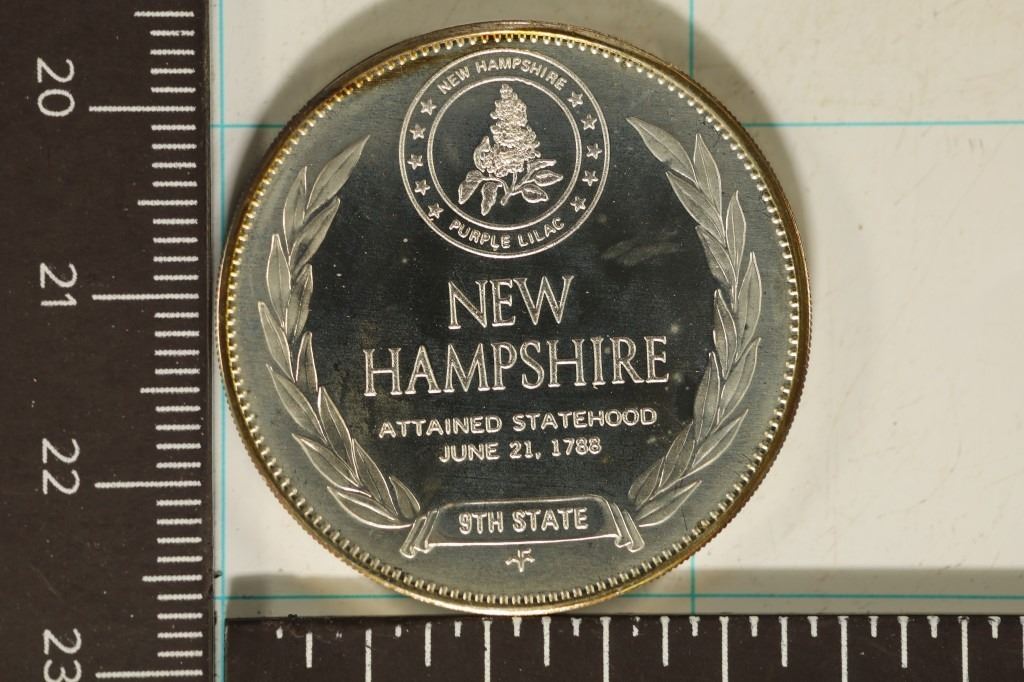 NEW HAMPSHIRE
PURPLE LILAC
NEW
HAMPSHIRE
ATTAINED STATEHOOD
JUNE 21, 1788
9TH STATE
20
21
22
23